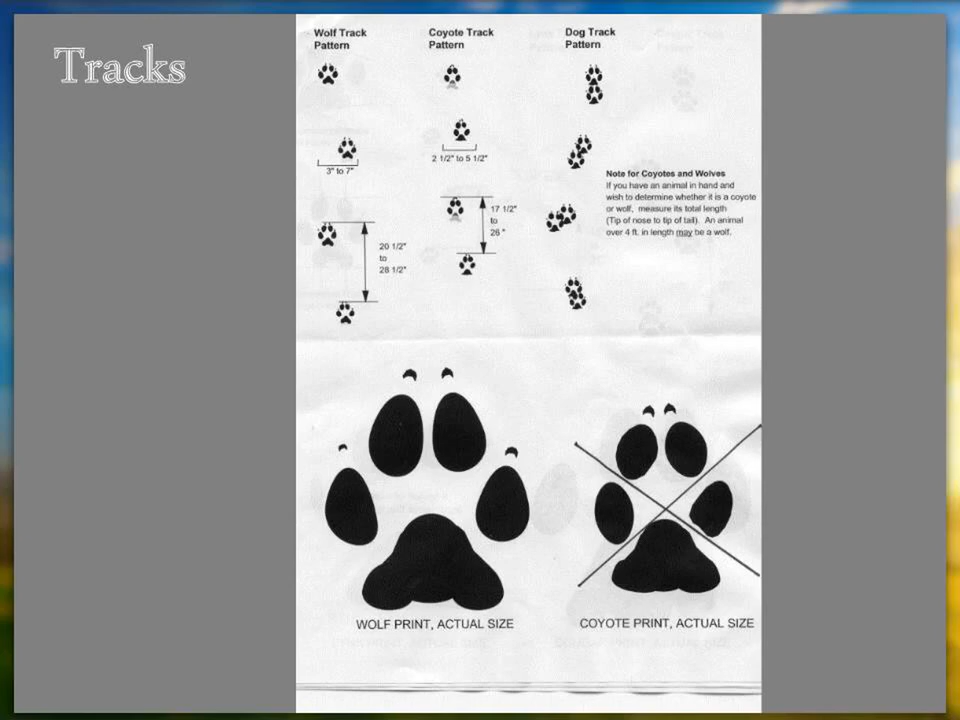 Tracks
Wolf Track
Pattern
Coyote Track
Pattern
Dog Track
Pattern
3" to 7"
2 1/2" to 5 1/2"
Note for Coyotes and Wolves
If you have an animal in hand and
wish to determine whether it is a coyote
or wolf, measure its total length
(Tip of nose to tip of tail). An animal
over 4 ft. in length may be a wolf.
17 1/2"
to
26 "
20 1/2"
to
28 1/2"
WOLF PRINT, ACTUAL SIZE
COYOTE PRINT, ACTUAL SIZE